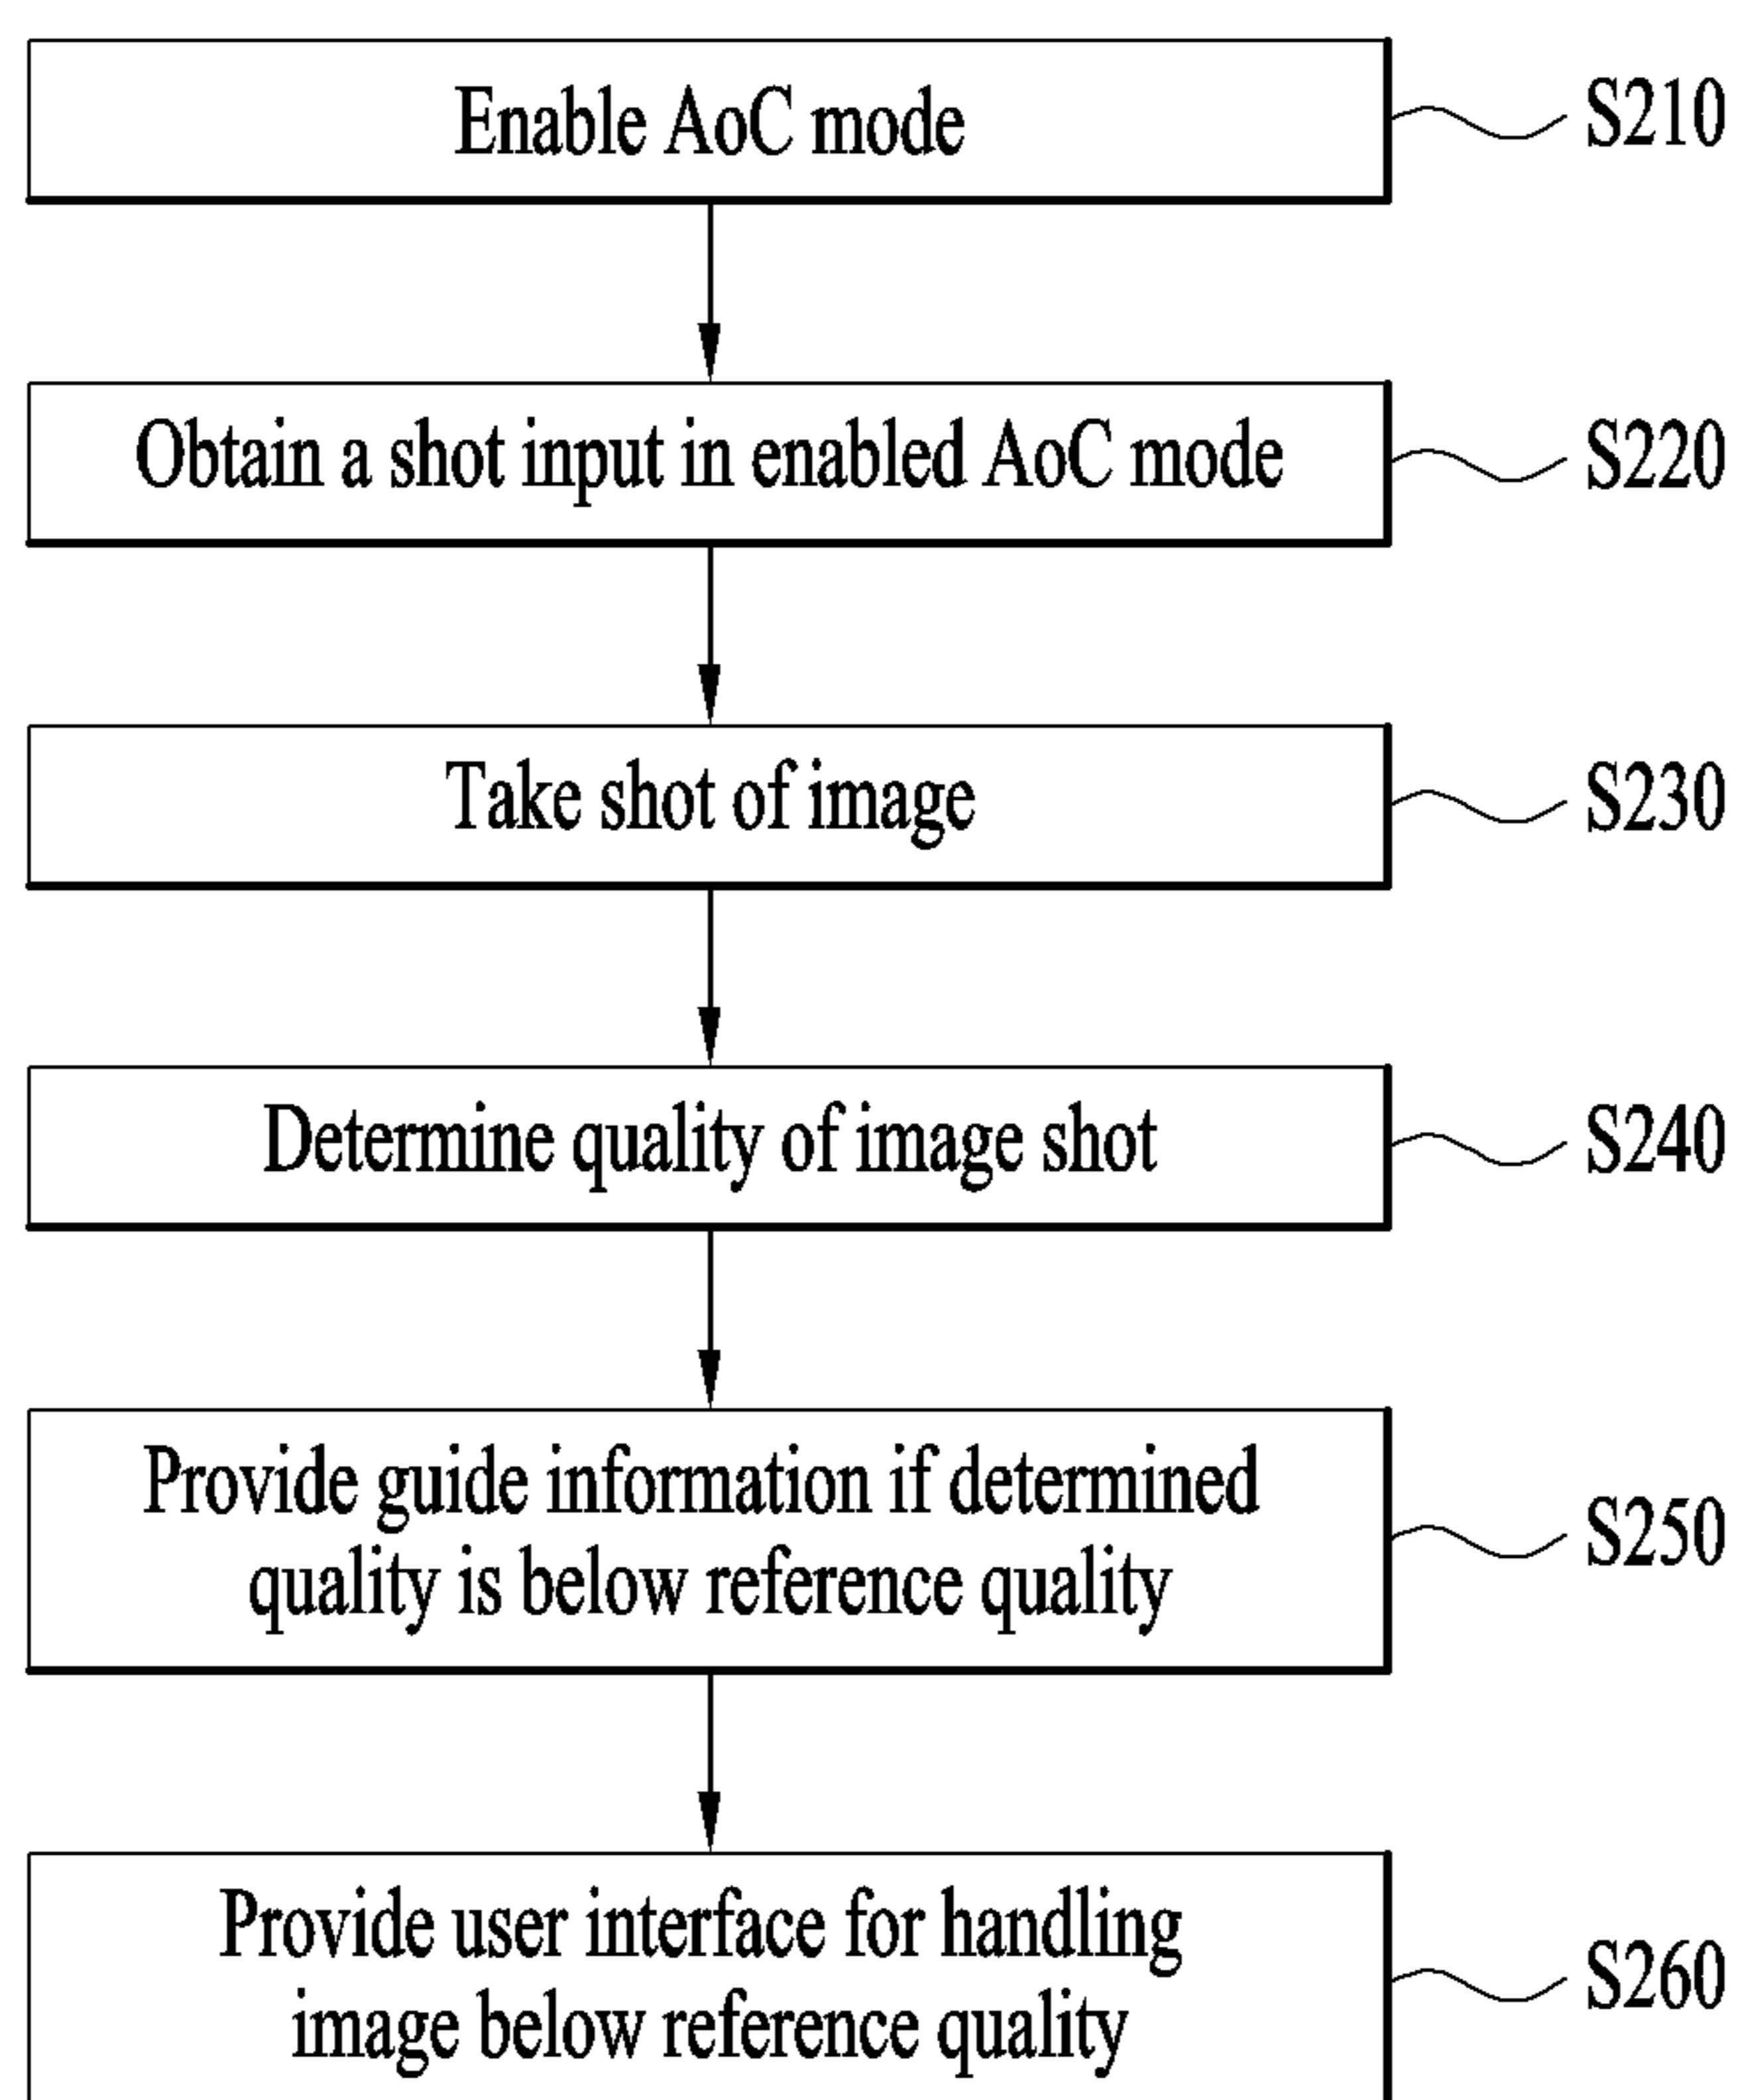 Enable AoC mode
S210
Obtain a shot input in enabled AoC mode
S220
Take shot of image
S230
Determine quality of image shot
S240
Provide guide information if determined
quality is below reference quality
S250
Provide user interface for handling
image below reference quality
S260